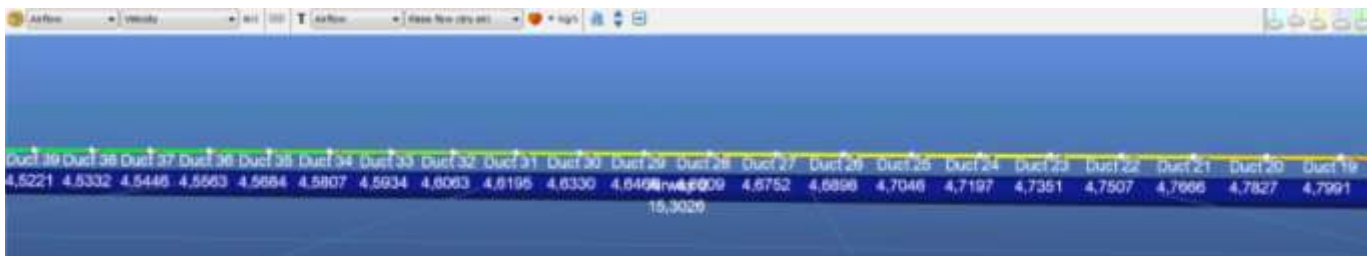 Airflow Velocity T Airflow
Duct 39 Duct 38 Duct 37 Duct 36 Duct 35 Duct 34 Duct 33 Duct 32 Duct 31 Duct 30 Duct 29 Duct 28 Duct 27 Duct 26 Duct 25 Duct 24 Duct 23 Duct 22 Duct 21 Duct 20 Duct 19
4,5221 4,5332 4,5446 4,5563 4,5684 4,5807 4,5934 4,6063 4,6195 4,6330 4,6752 4,6898 4,7046 4,7197 4,7351 4,7507 4,7666 4,7827 4,7991
15,3026